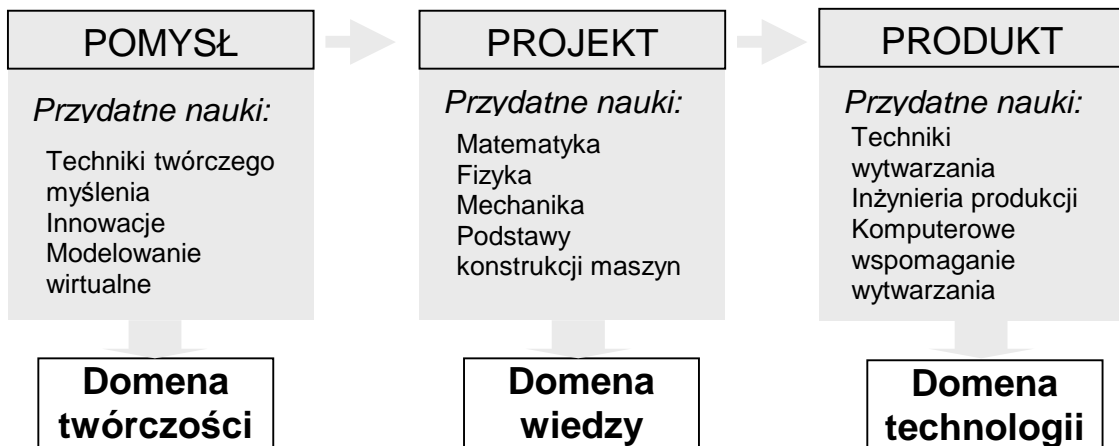 POMYSŁ
Przydatne nauki:
Techniki twórczego
myślenia
Innowacje
Modelowanie
wirtualne
Domena
twórczości
PROJEKT
Przydatne nauki:
Matematyka
Fizyka
Mechanika
Podstawy
konstrukcji maszyn
Domena
wiedzy
PRODUKT
Przydatne nauki:
Techniki
wytwarzania
Inżynieria produkcji
Komputerowe
wspomaganie
wytwarzania
Domena
technologii